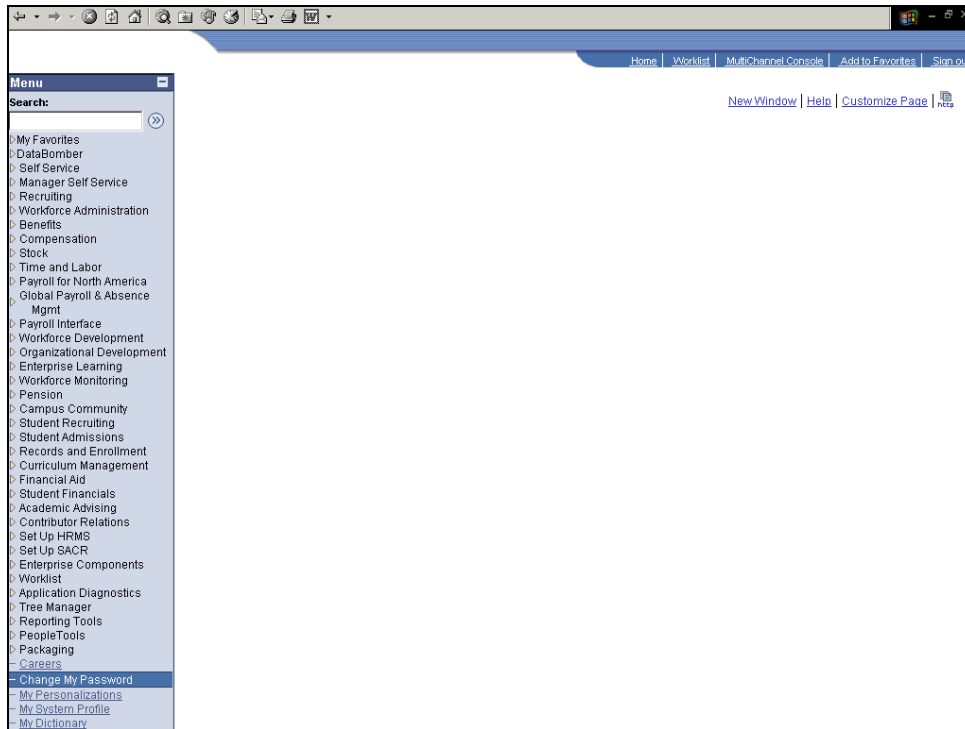 Home | Worklist | MultiChannel Console | Add to Favorites | Sign ou
Menu
New Window | Help | Customize Page | http
Search:
My Favorites
DataBomber
Self Service
Manager Self Service
Recruiting
Workforce Administration
Benefits
Compensation
Stock
Time and Labor
Payroll for North America
Global Payroll & Absence
Mgmt
Payroll Interface
Workforce Development
Organizational Development
Enterprise Learning
Workforce Monitoring
Pension
Campus Community
Student Recruiting
Student Admissions
Records and Enrollment
Curriculum Management
Financial Aid
Student Financials
Academic Advising
Contributor Relations
Set Up HRMS
Set Up SACR
Enterprise Components
Worklist
Application Diagnostics
Tree Manager
Reporting Tools
PeopleTools
Packaging
Careers
Change My Password
My Personalizations
My System Profile
My Dictionary